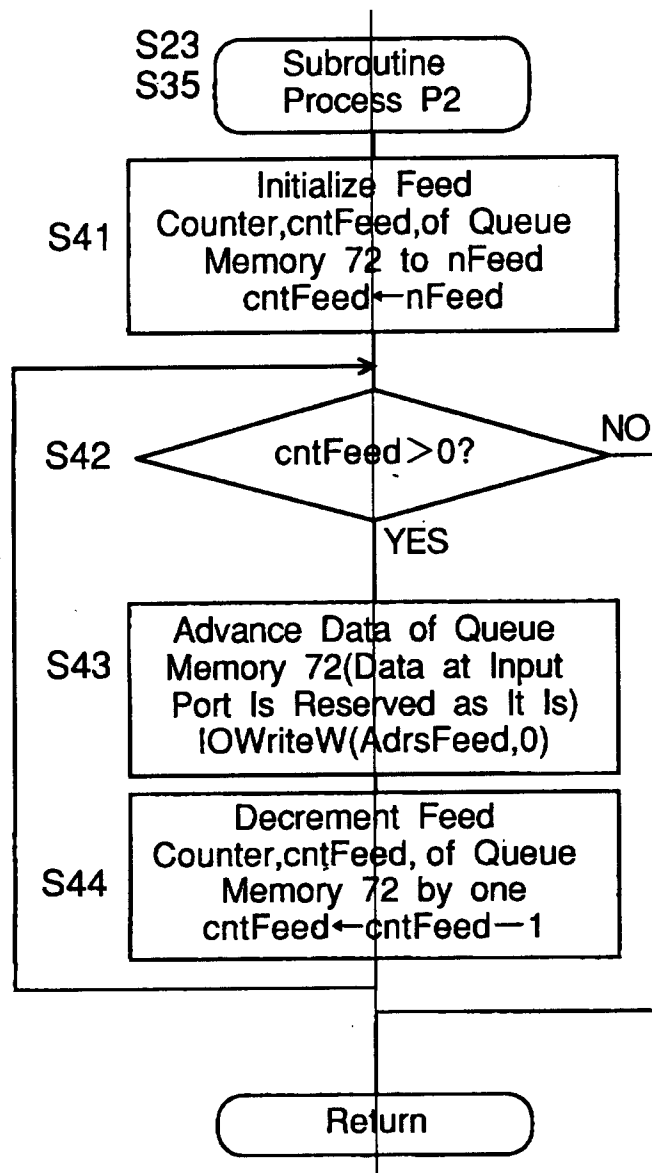 S23
S35
Subroutine
Process P2
S41
Initialize Feed
Counter,cntFeed,of Queue
Memory 72 to nFeed
cntFeed←nFeed
S42
cntFeed>0?
NO
YES
S43
Advance Data of Queue
Memory 72(Data at Input
Port Is Reserved as It Is)
IOWriteW(AdrsFeed,0)
S44
Decrement Feed
Counter,cntFeed, of Queue
Memory 72 by one
cntFeed←cntFeed−1
Return